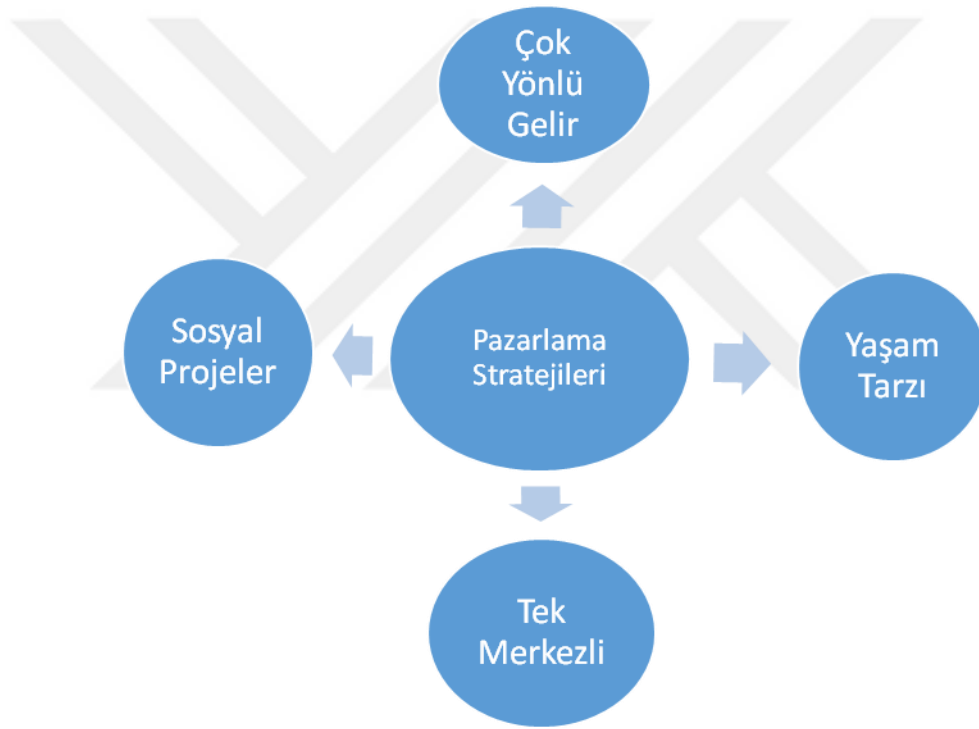 Çok
Yönlü
Gelir
Sosyal
Projeler
Pazarlama
Stratejileri
Yaşam
Tarzı
Tek
Merkezli